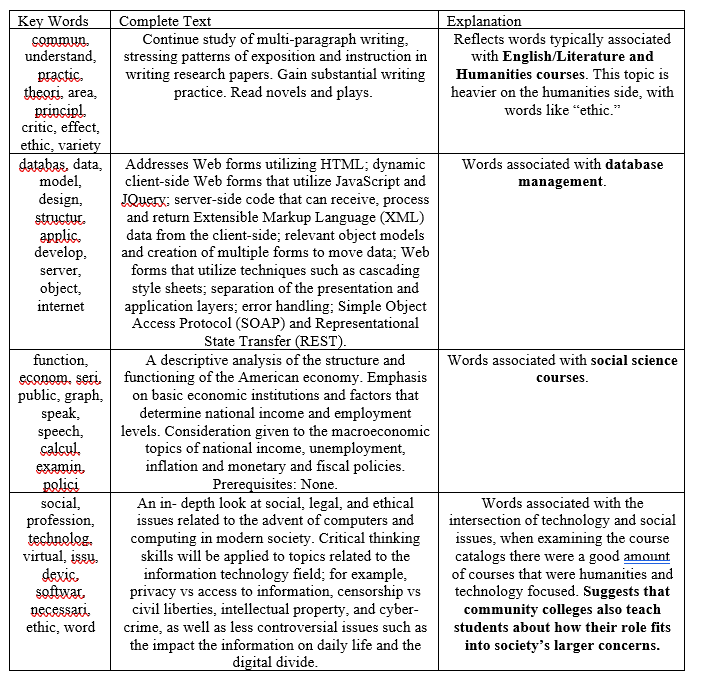 Key Words
Complete Text
Explanation
commun,
understand,
practic,
theori, area,
principl,
critic, effect,
ethic, variety
Continue study of multi-paragraph writing,
stressing patterns of exposition and instruction in
writing research papers. Gain substantial writing
practice. Read novels and plays.
Reflects words typically associated
with English/Literature and
Humanities courses. This topic is
heavier on the humanities side, with
words like “ethic.”
databas, data,
model,
design,
structur,
applic,
develop,
server,
object,
internet
Addresses Web forms utilizing HTML; dynamic
client-side Web forms that utilize JavaScript and
JQuery; server-side code that can receive, process
and return Extensible Markup Language (XML)
data from the client-side; relevant object models
and creation of multiple forms to move data; Web
forms that utilize techniques such as cascading
style sheets; separation of the presentation and
application layers; error handling; Simple Object
Access Protocol (SOAP) and Representational
State Transfer (REST).
Words associated with database
management.
function,
econom, seri,
public, graph,
speak,
speech,
calcul,
examin,
polici
A descriptive analysis of the structure and
functioning of the American economy. Emphasis
on basic economic institutions and factors that
determine national income and employment
levels. Consideration given to the macroeconomic
topics of national income, unemployment,
inflation and monetary and fiscal policies.
Prerequisites: None.
Words associated with social science
courses.
social,
profession,
technolog,
virtual, issu,
devic,
softwar,
necessari,
ethic, word
An in- depth look at social, legal, and ethical
issues related to the advent of computers and
computing in modern society. Critical thinking
skills will be applied to topics related to the
information technology field; for example,
privacy vs access to information, censorship vs
civil liberties, intellectual property, and cyber-
crime, as well as less controversial issues such as
the impact the information on daily life and the
digital divide.
Words associated with the
intersection of technology and social
issues, when examining the course
catalogs there were a good amount
of courses that were humanities and
technology focused. Suggests that
community colleges also teach
students about how their role fits
into society’s larger concerns.